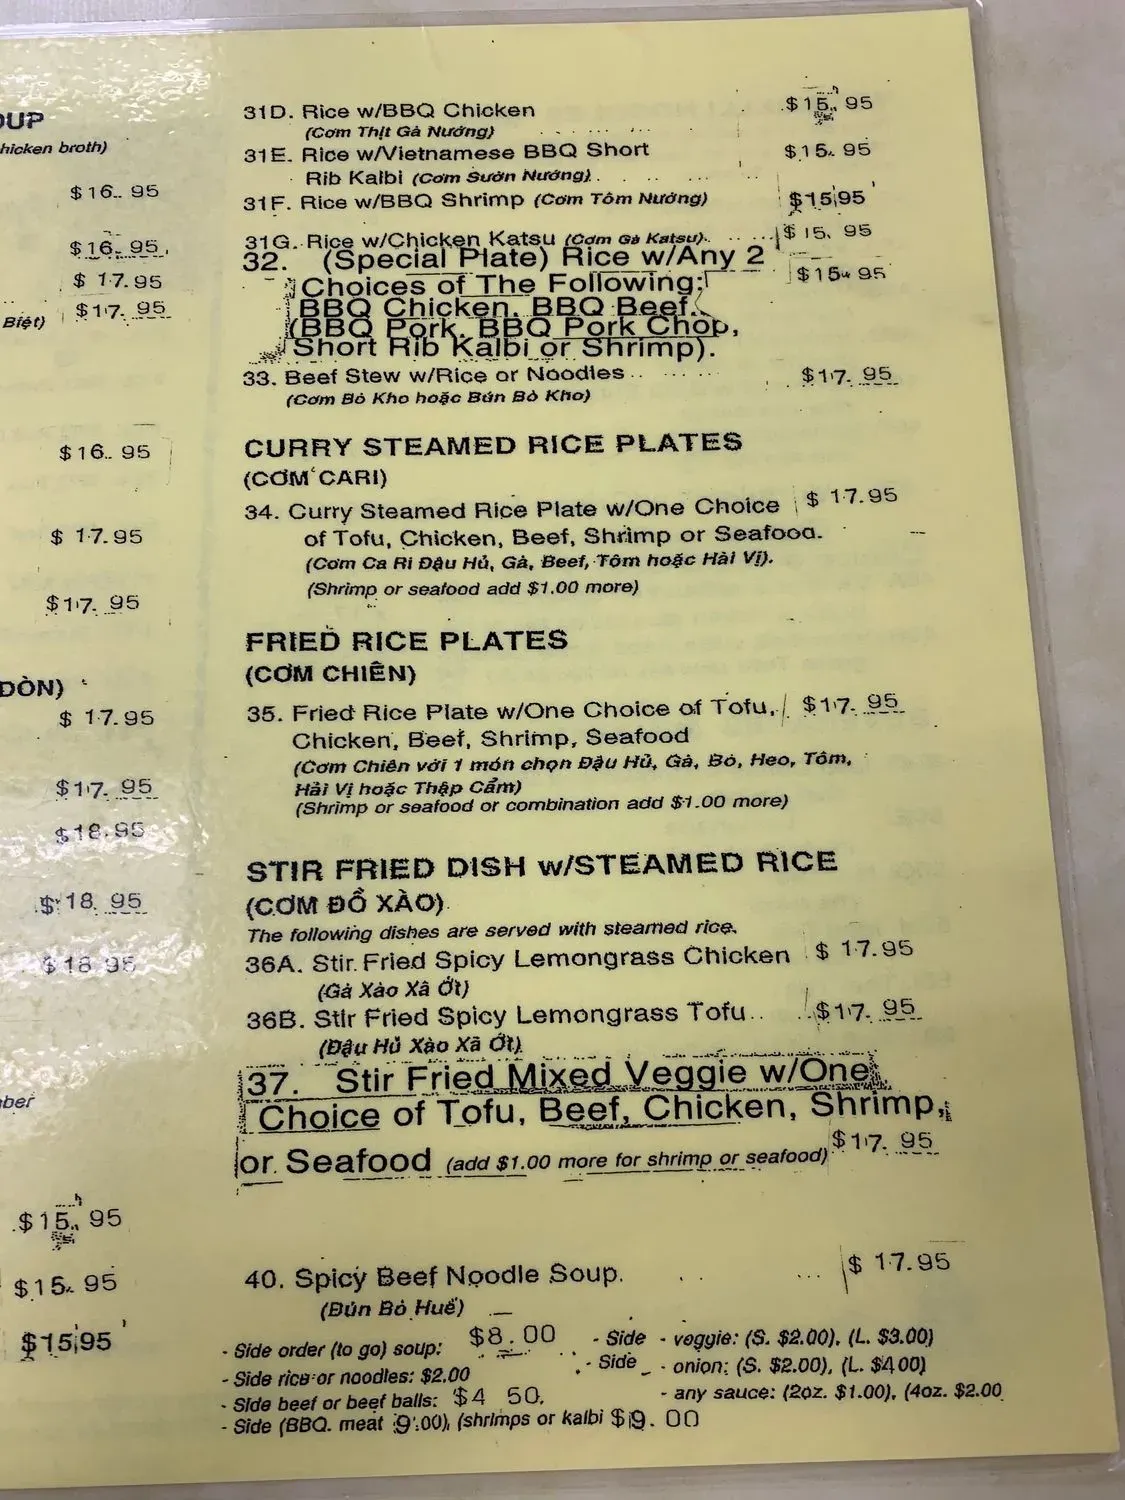 OUP
hicken broth)
$16.. 95
$16. 95
$ 17.95
Biệt) $17. 95
$16.. 95
$ 17.95
$17. 95
DÒN)
$ 17.95
$17. 95
$18.95
$18. 95
$18 95
nber
$15. 95
$15. 95
$15.95
31D. Rice w/BBQ Chicken $15. 95
(Cơm Thịt Gà Nướng)
31E. Rice w/Vietnamese BBQ Short $15. 95
Rib Kalbi (Cơm Sườn Nướng)
31F. Rice w/BBQ Shrimp (Cơm Tôm Nướng) $15.95
31G. Rice w/Chicken Katsu (Cơm Gà Katsu). $15. 95
32. (Special Plate) Rice w/Any 2 $15. 95
Choices of The Following:
BBQ Chicken, BBQ Beef,
(BBQ Pork, BBQ Pork Chop,
Short Rib Kalbi or Shrimp).
33. Beef Stew w/Rice or Noodles $17. 95
(Cơm Bò Kho hoặc Bún Bò Kho)
CURRY STEAMED RICE PLATES
(CƠM CARI)
34. Curry Steamed Rice Plate w/One Choice $ 17.95
of Tofu, Chicken, Beef, Shrimp or Seafood.
(Cơm Ca Ri Đậu Hủ, Gà, Beef, Tôm hoặc Hải Vị).
(Shrimp or seafood add $1.00 more)
FRIED RICE PLATES
(CƠM CHIÊN)
35. Fried Rice Plate w/One Choice of Tofu, $17. 95
Chicken, Beef, Shrimp, Seafood
(Cơm Chiên với 1 món chọn Đậu Hủ, Gà, Bò, Heo, Tôm,
Hải Vị hoặc Thập Cẩm)
(Shrimp or seafood or combination add $1.00 more)
STIR FRIED DISH w/STEAMED RICE
(CƠM ĐỒ XÀO)
The following dishes are served with steamed rice.
36A. Stir Fried Spicy Lemongrass Chicken $ 17.95
(Gà Xào Xã Ớt)
36B. Stir Fried Spicy Lemongrass Tofu.. $17. 95
(Đậu Hủ Xào Xã Ớt)
37. Stir Fried Mixed Veggie w/One
Choice of Tofu, Beef, Chicken, Shrimp,
or Seafood (add $1.00 more for shrimp or seafood) $17. 95
40. Spicy Beef Noodle Soup. $ 17.95
(Bún Bò Huế)
- Side order (to go) soup: $8.00 - Side - veggie: (S. $2.00), (L. $3.00)
- Side rice or noodles: $2.00 - Side - onion: (S. $2.00), (L. $4.00)
- Side beef or beef balls: $4 50. - any sauce: (2oz. $1.00), (4oz. $2.00
- Side (BBQ. meat 9.00), (shrimps or kalbi $9. 00